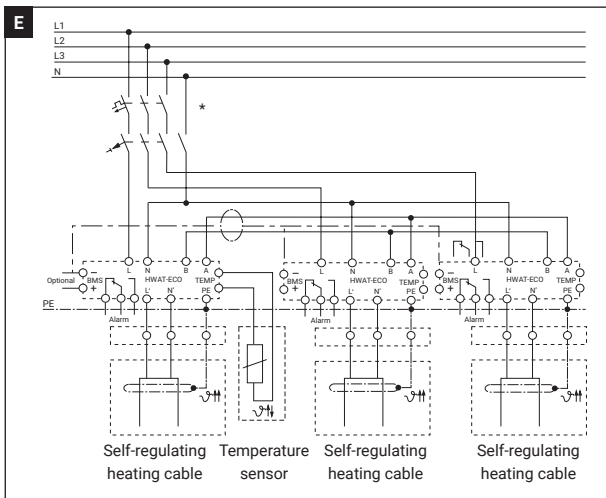 E
L1
L2
L3
N
*
L N B A
L N B A
L N B A
Optional
− BMS HWAT-ECO TEMP
+ L' N' PE
− BMS HWAT-ECO TEMP
+ L' N' PE
− BMS HWAT-ECO TEMP
+ L' N' PE
PE
Alarm
Alarm
Alarm
ϑ
ϑ
ϑ
ϑ
Self-regulating heating cable
Temperature sensor
Self-regulating heating cable
Self-regulating heating cable